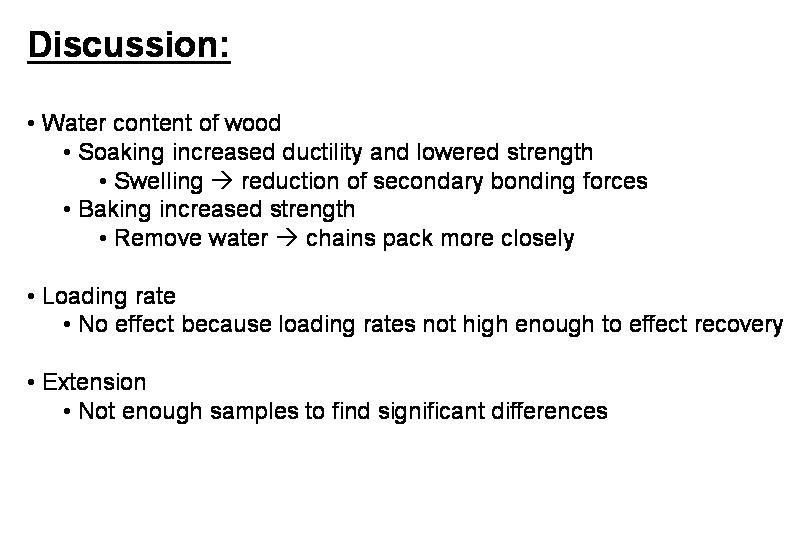 Discussion:
• Water content of wood
• Soaking increased ductility and lowered strength
• Swelling → reduction of secondary bonding forces
• Baking increased strength
• Remove water → chains pack more closely
• Loading rate
• No effect because loading rates not high enough to effect recovery
• Extension
• Not enough samples to find significant differences